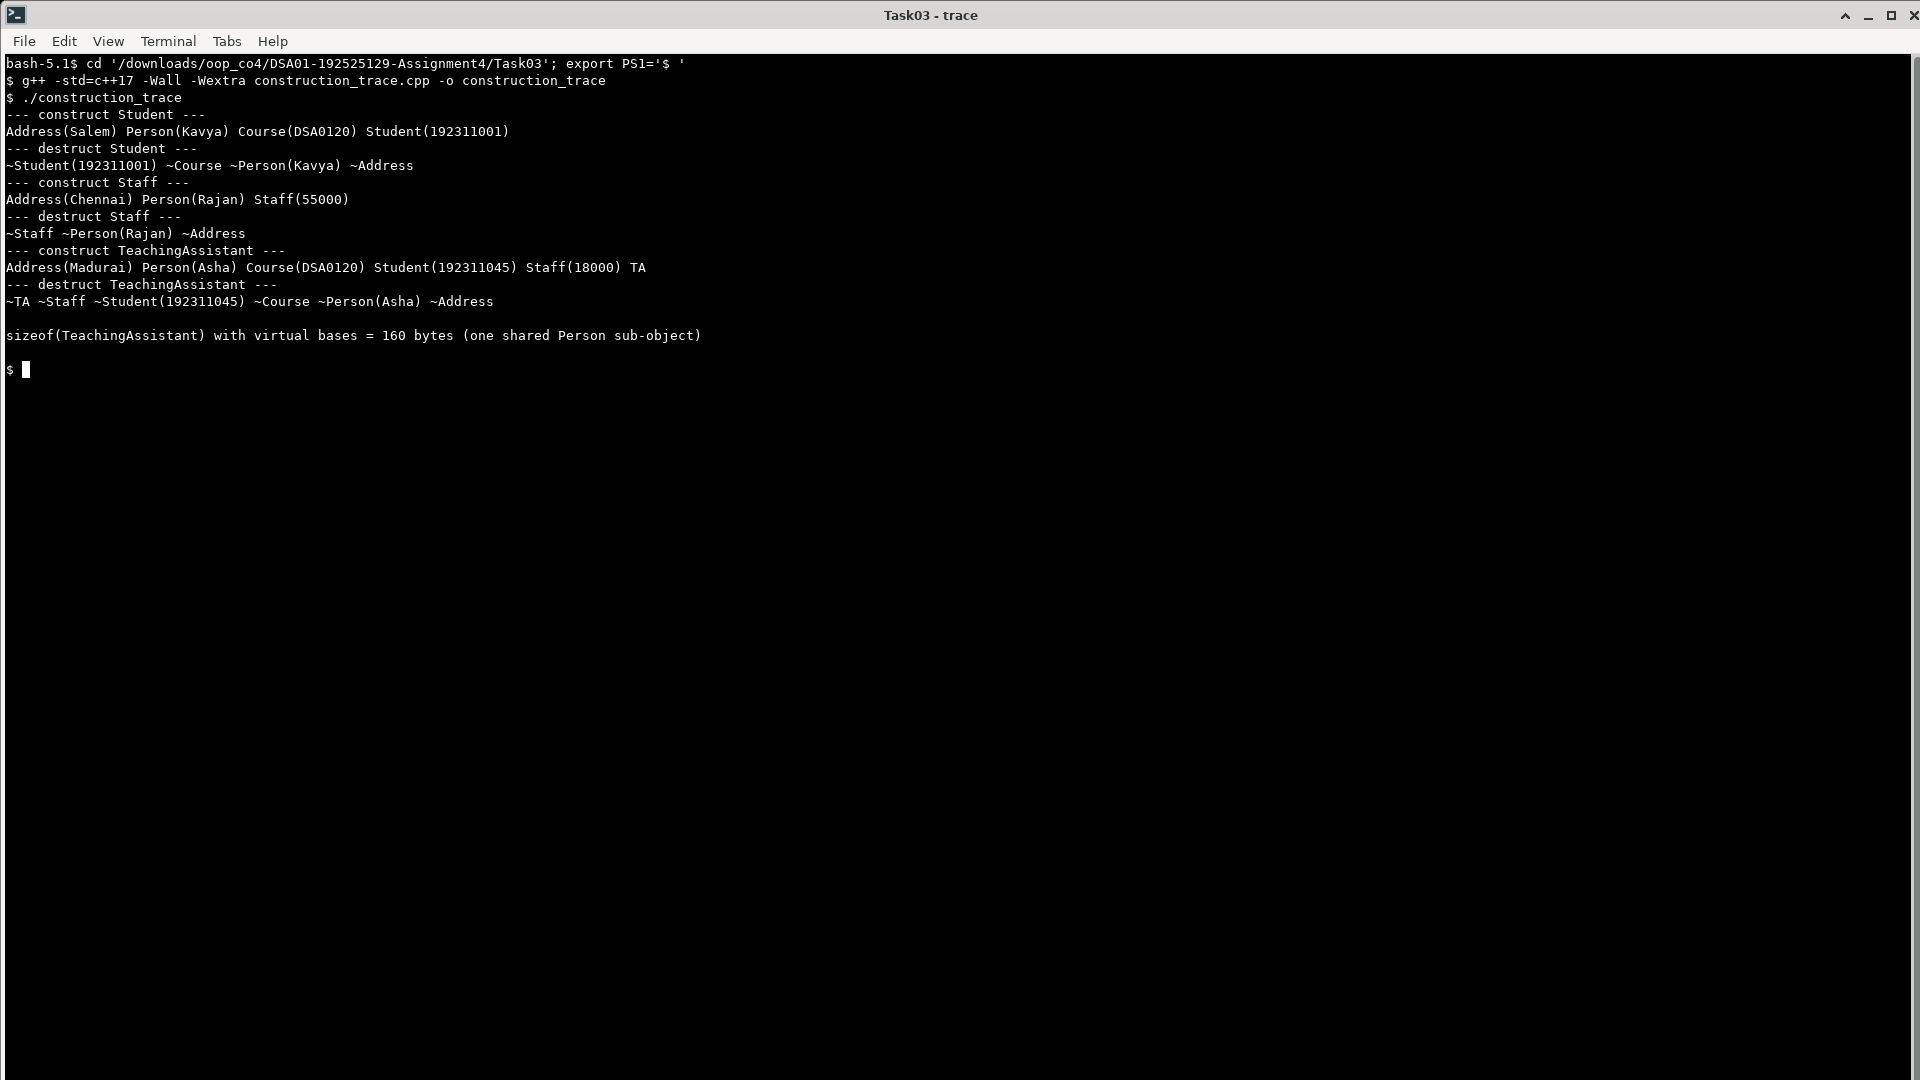 Task03 - trace
File Edit View Terminal Tabs Help
bash-5.1$ cd '/downloads/oop_co4/DSA01-192525129-Assignment4/Task03'; export PS1='$ '
$ g++ -std=c++17 -Wall -Wextra construction_trace.cpp -o construction_trace
$ ./construction_trace
--- construct Student ---
Address(Salem) Person(Kavya) Course(DSA0120) Student(192311001)
--- destruct Student ---
~Student(192311001) ~Course ~Person(Kavya) ~Address
--- construct Staff ---
Address(Chennai) Person(Rajan) Staff(55000)
--- destruct Staff ---
~Staff ~Person(Rajan) ~Address
--- construct TeachingAssistant ---
Address(Madurai) Person(Asha) Course(DSA0120) Student(192311045) Staff(18000) TA
--- destruct TeachingAssistant ---
~TA ~Staff ~Student(192311045) ~Course ~Person(Asha) ~Address
sizeof(TeachingAssistant) with virtual bases = 160 bytes (one shared Person sub-object)
$